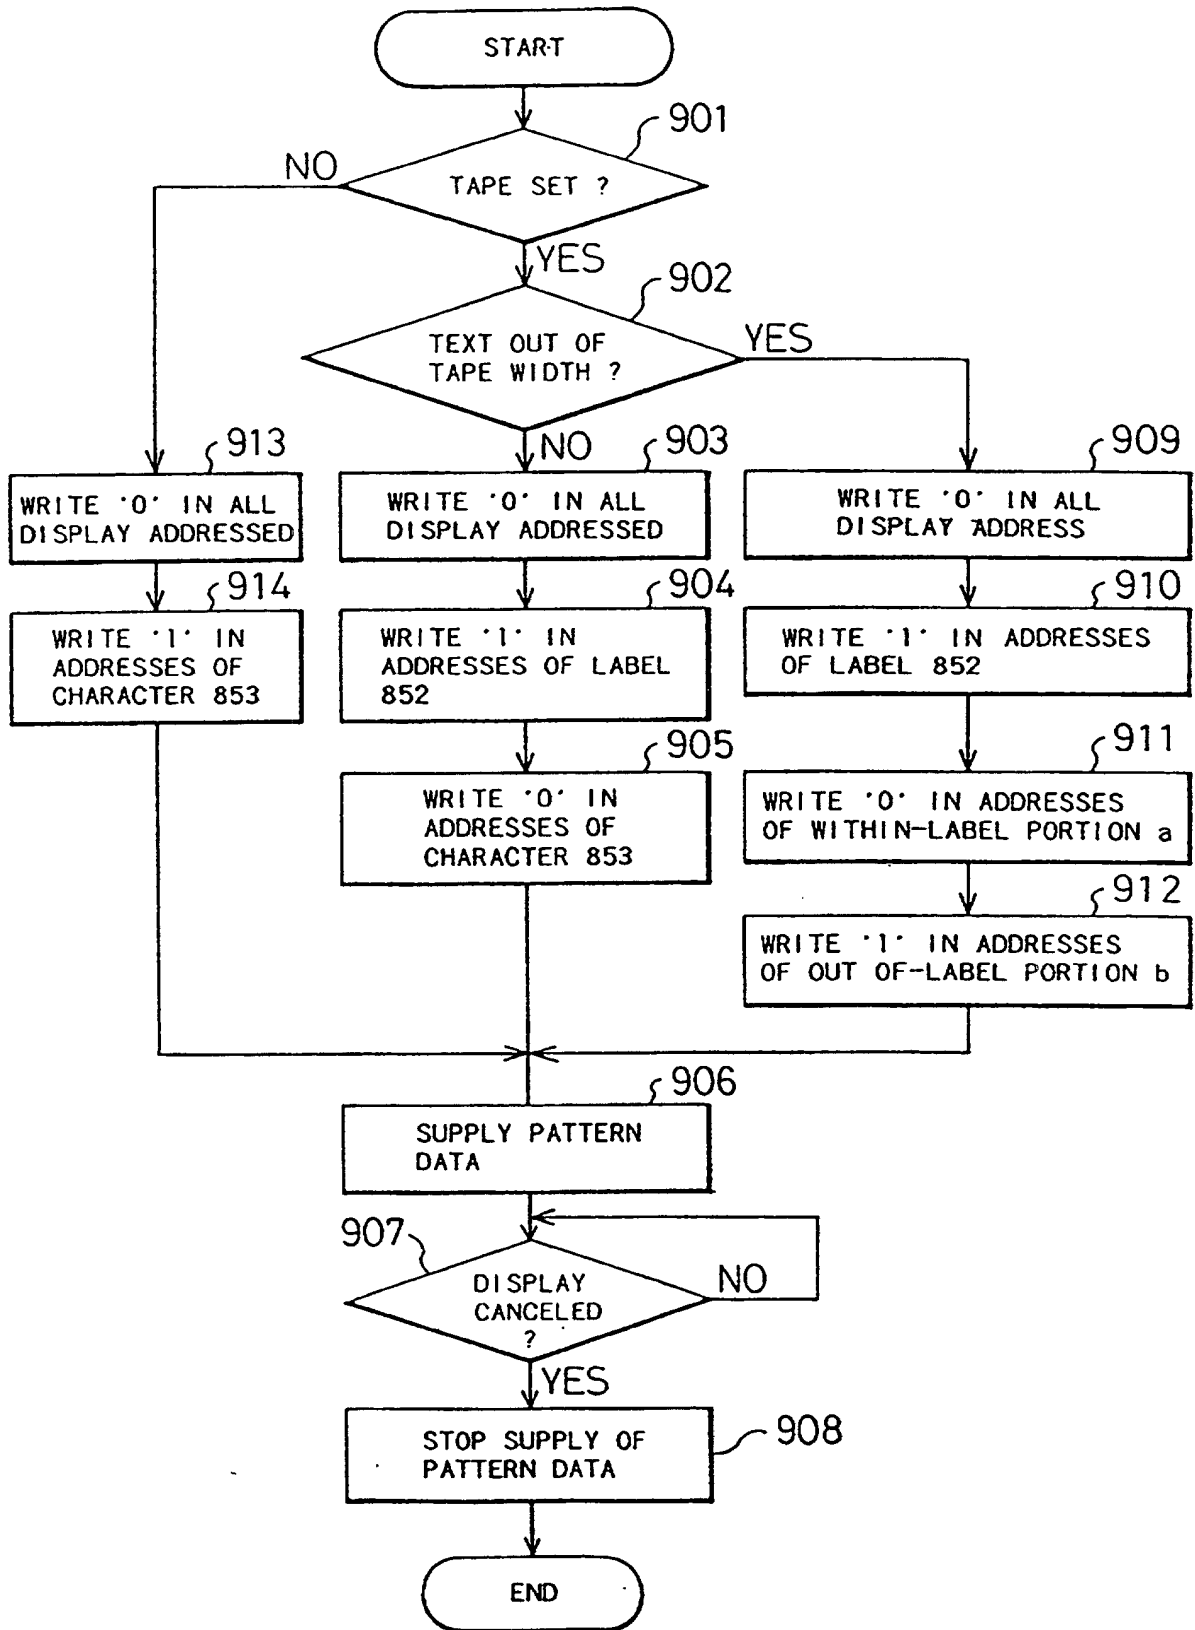 START
901
TAPE SET ?
NO
YES
902
TEXT OUT OF
TAPE WIDTH ?
YES
NO
913
WRITE '0' IN ALL
DISPLAY ADDRESSED
903
WRITE '0' IN ALL
DISPLAY ADDRESSED
909
WRITE '0' IN ALL
DISPLAY ADDRESS
914
WRITE '1' IN
ADDRESSES OF
CHARACTER 853
904
WRITE '1' IN
ADDRESSES OF LABEL
852
910
WRITE '1' IN ADDRESSES
OF LABEL 852
905
WRITE '0' IN
ADDRESSES OF
CHARACTER 853
911
WRITE '0' IN ADDRESSES
OF WITHIN-LABEL PORTION a
912
WRITE '1' IN ADDRESSES
OF OUT OF-LABEL PORTION b
906
SUPPLY PATTERN
DATA
907
DISPLAY
CANCELED
?
NO
YES
908
STOP SUPPLY OF
PATTERN DATA
END